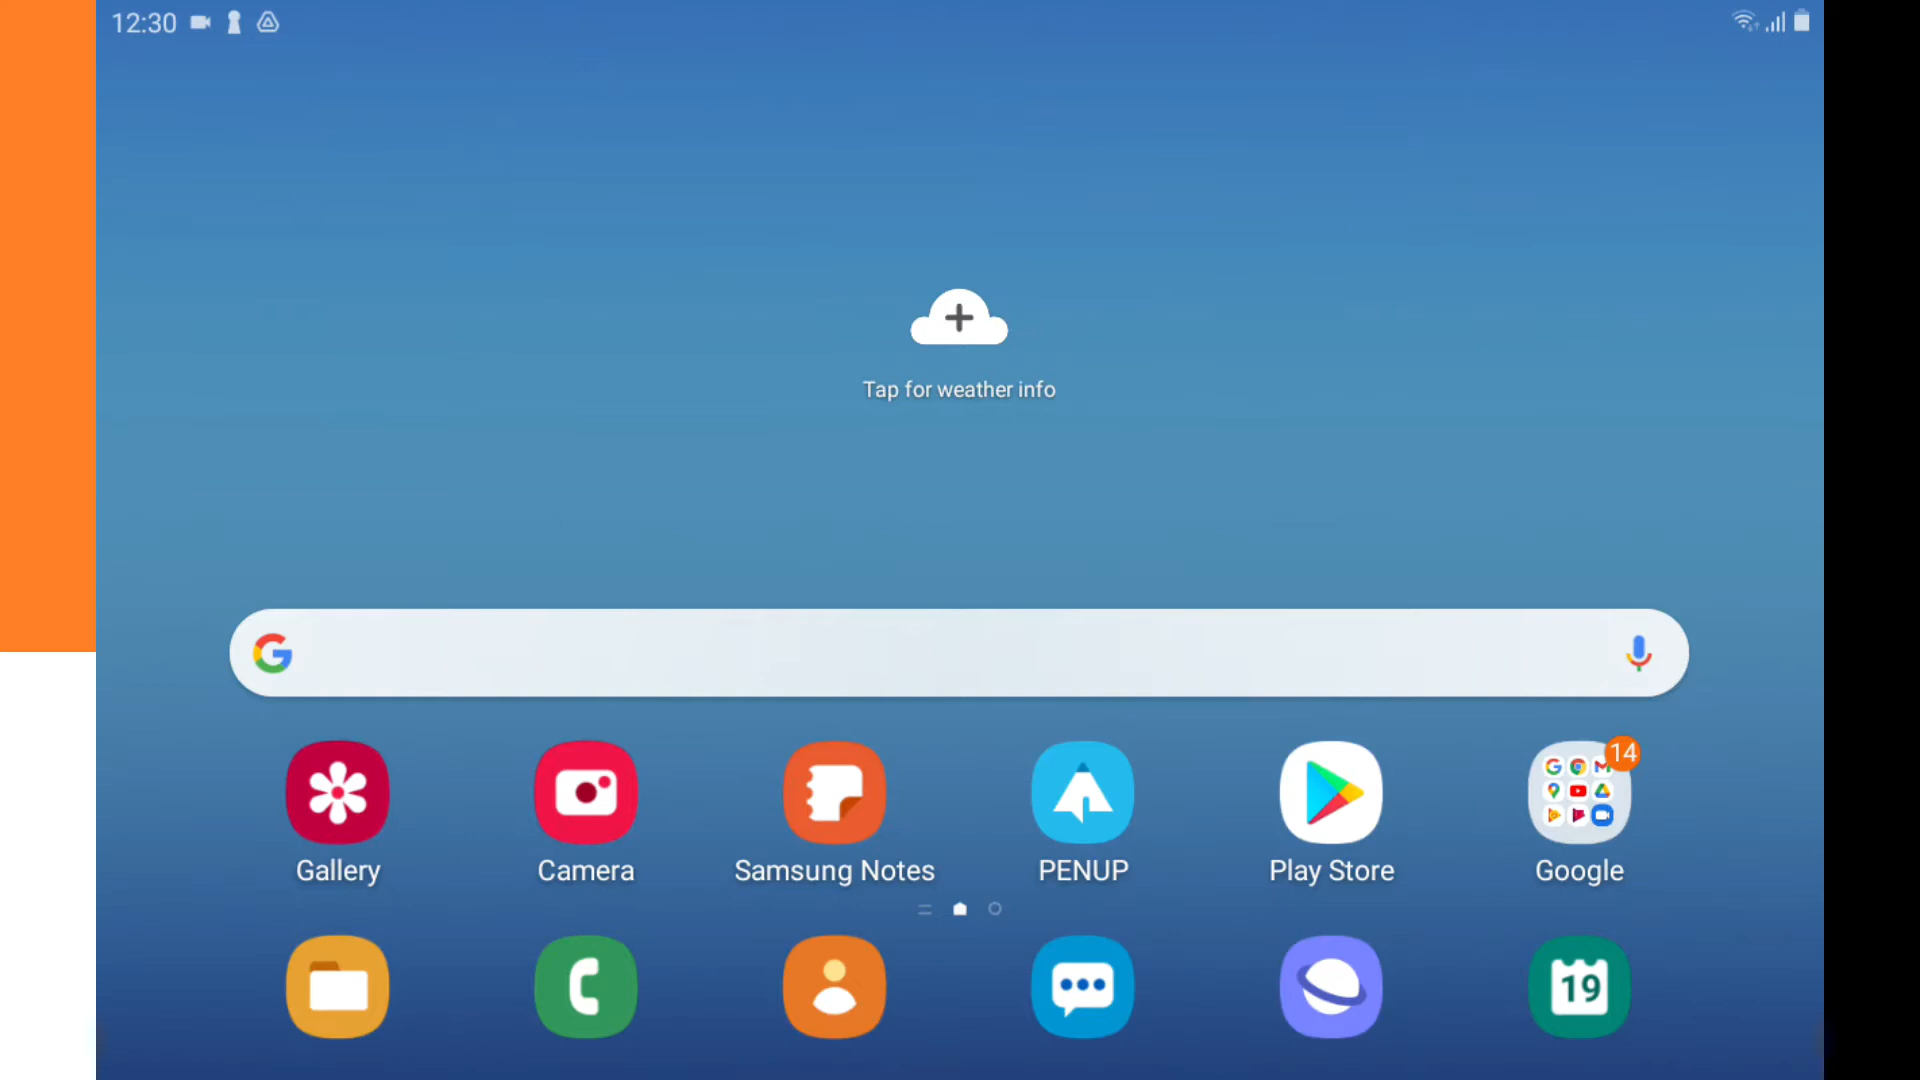 12:30
Tap for weather info
14
Gallery
Camera
Samsung Notes
PENUP
Play Store
Google
19